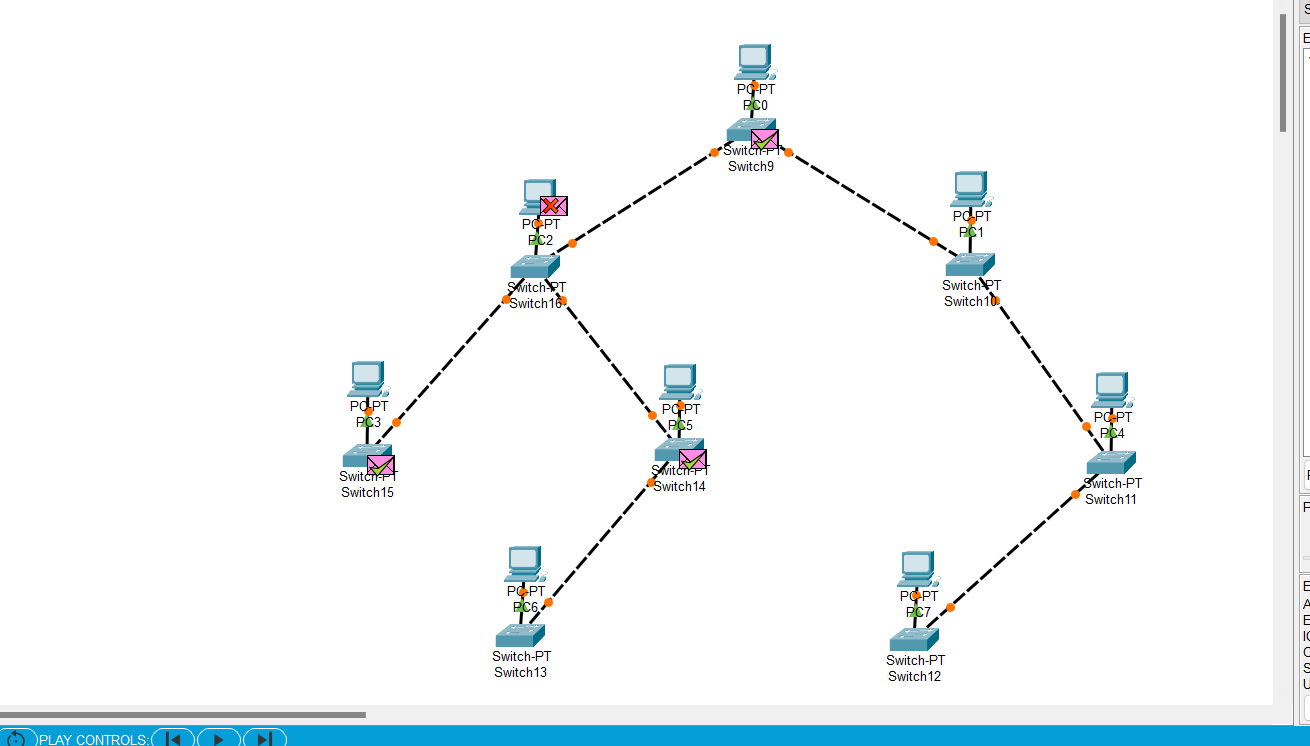 PC-PT
PC0
Switch-PT
Switch9
PC-PT
PC2
Switch-PT
Switch16
PC-PT
PC1
Switch-PT
Switch10
PC-PT
PC3
Switch-PT
Switch15
PC-PT
PC5
Switch-PT
Switch14
PC-PT
PC4
Switch-PT
Switch11
PC-PT
PC6
Switch-PT
Switch13
PC-PT
PC7
Switch-PT
Switch12
PLAY CONTROLS: